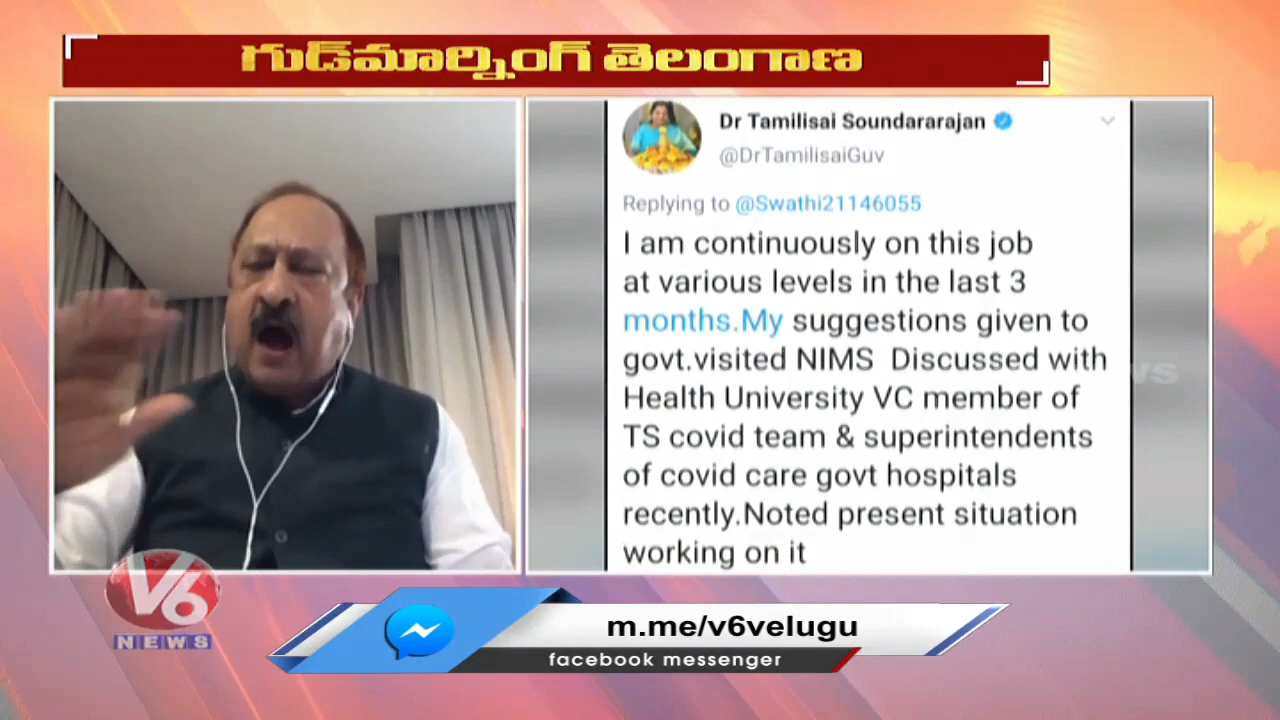 గుడ్‌మార్నింగ్ తెలంగాణ
Dr Tamilisai Soundararajan
@DrTamilisaiGuv
Replying to @Swathi21146055
I am continuously on this job
at various levels in the last 3
months.My suggestions given to
govt.visited NIMS Discussed with
Health University VC member of
TS covid team & superintendents
of covid care govt hospitals
recently.Noted present situation
working on it
V6
NEWS
m.me/v6velugu
facebook messenger